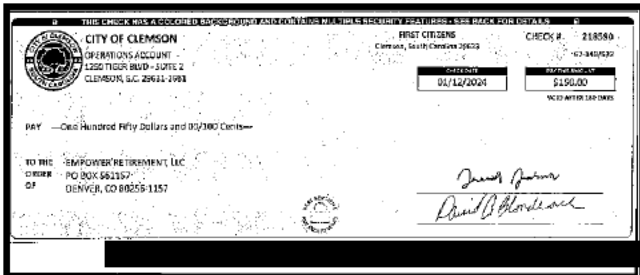 THIS CHECK HAS A COLORED BACKGROUND AND CONTAINS MULTIPLE SECURITY FEATURES - SEE BACK FOR DETAILS
CITY OF CLEMSON
OPERATIONS ACCOUNT
1250 TIGER BLVD - SUITE 2
CLEMSON, S.C. 29631-2661
FIRST CITIZENS
Clemson, South Carolina 29633
CHECK # 218590
CHECK DATE
01/12/2024
$150.00
VOID AFTER 180 DAYS
PAY —One Hundred Fifty Dollars and 00/100 Cents—
TO THE ORDER OF
EMPOWER RETIREMENT, LLC
PO BOX 561157
DENVER, CO 80256-1157